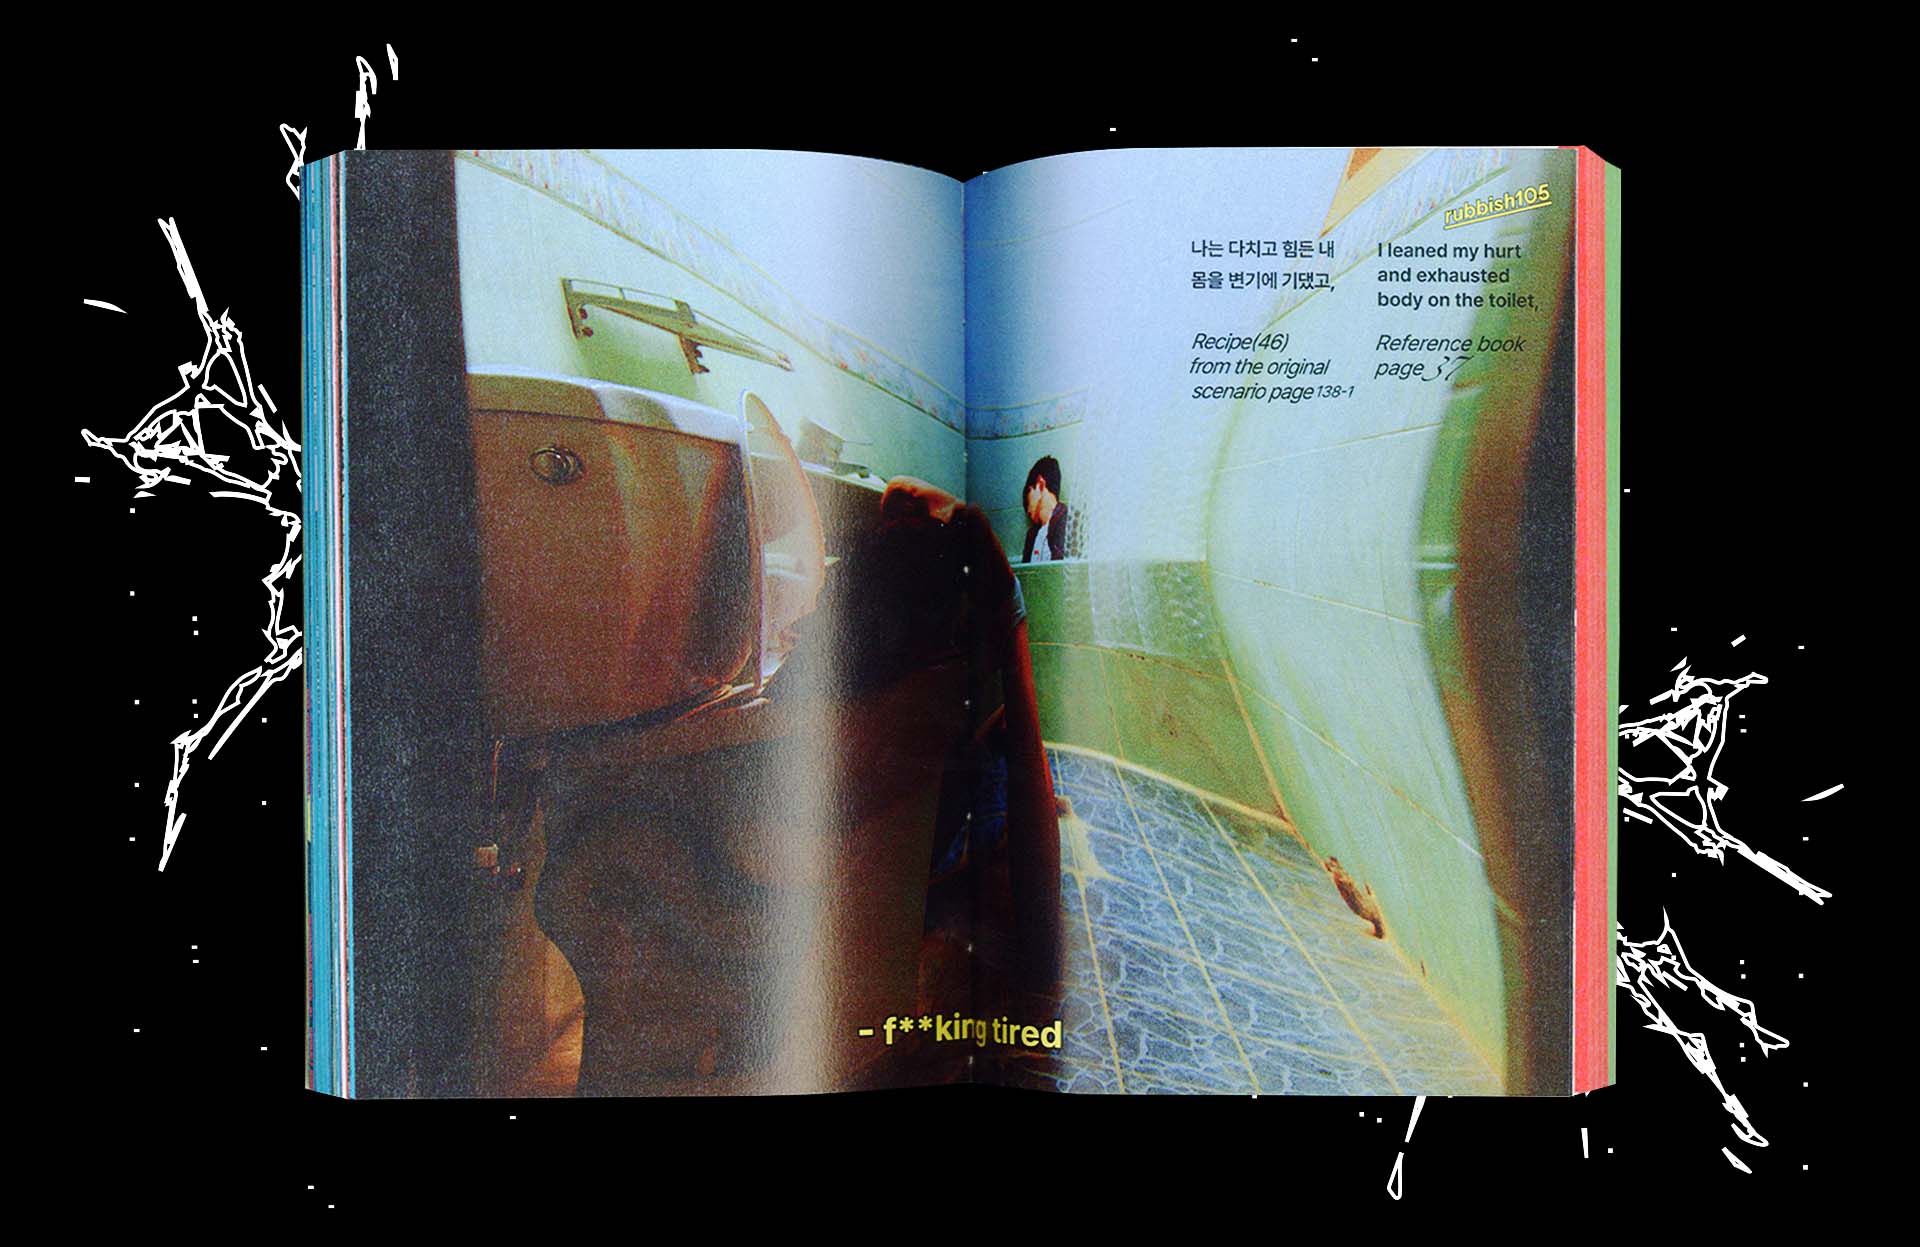 rubbish105
나는 다치고 힘든 내
몸을 변기에 기댔고,
I leaned my hurt
and exhausted
body on the toilet,
Recipe(46)
from the original
scenario page 138-1
Reference book
page 37
- f**king tired